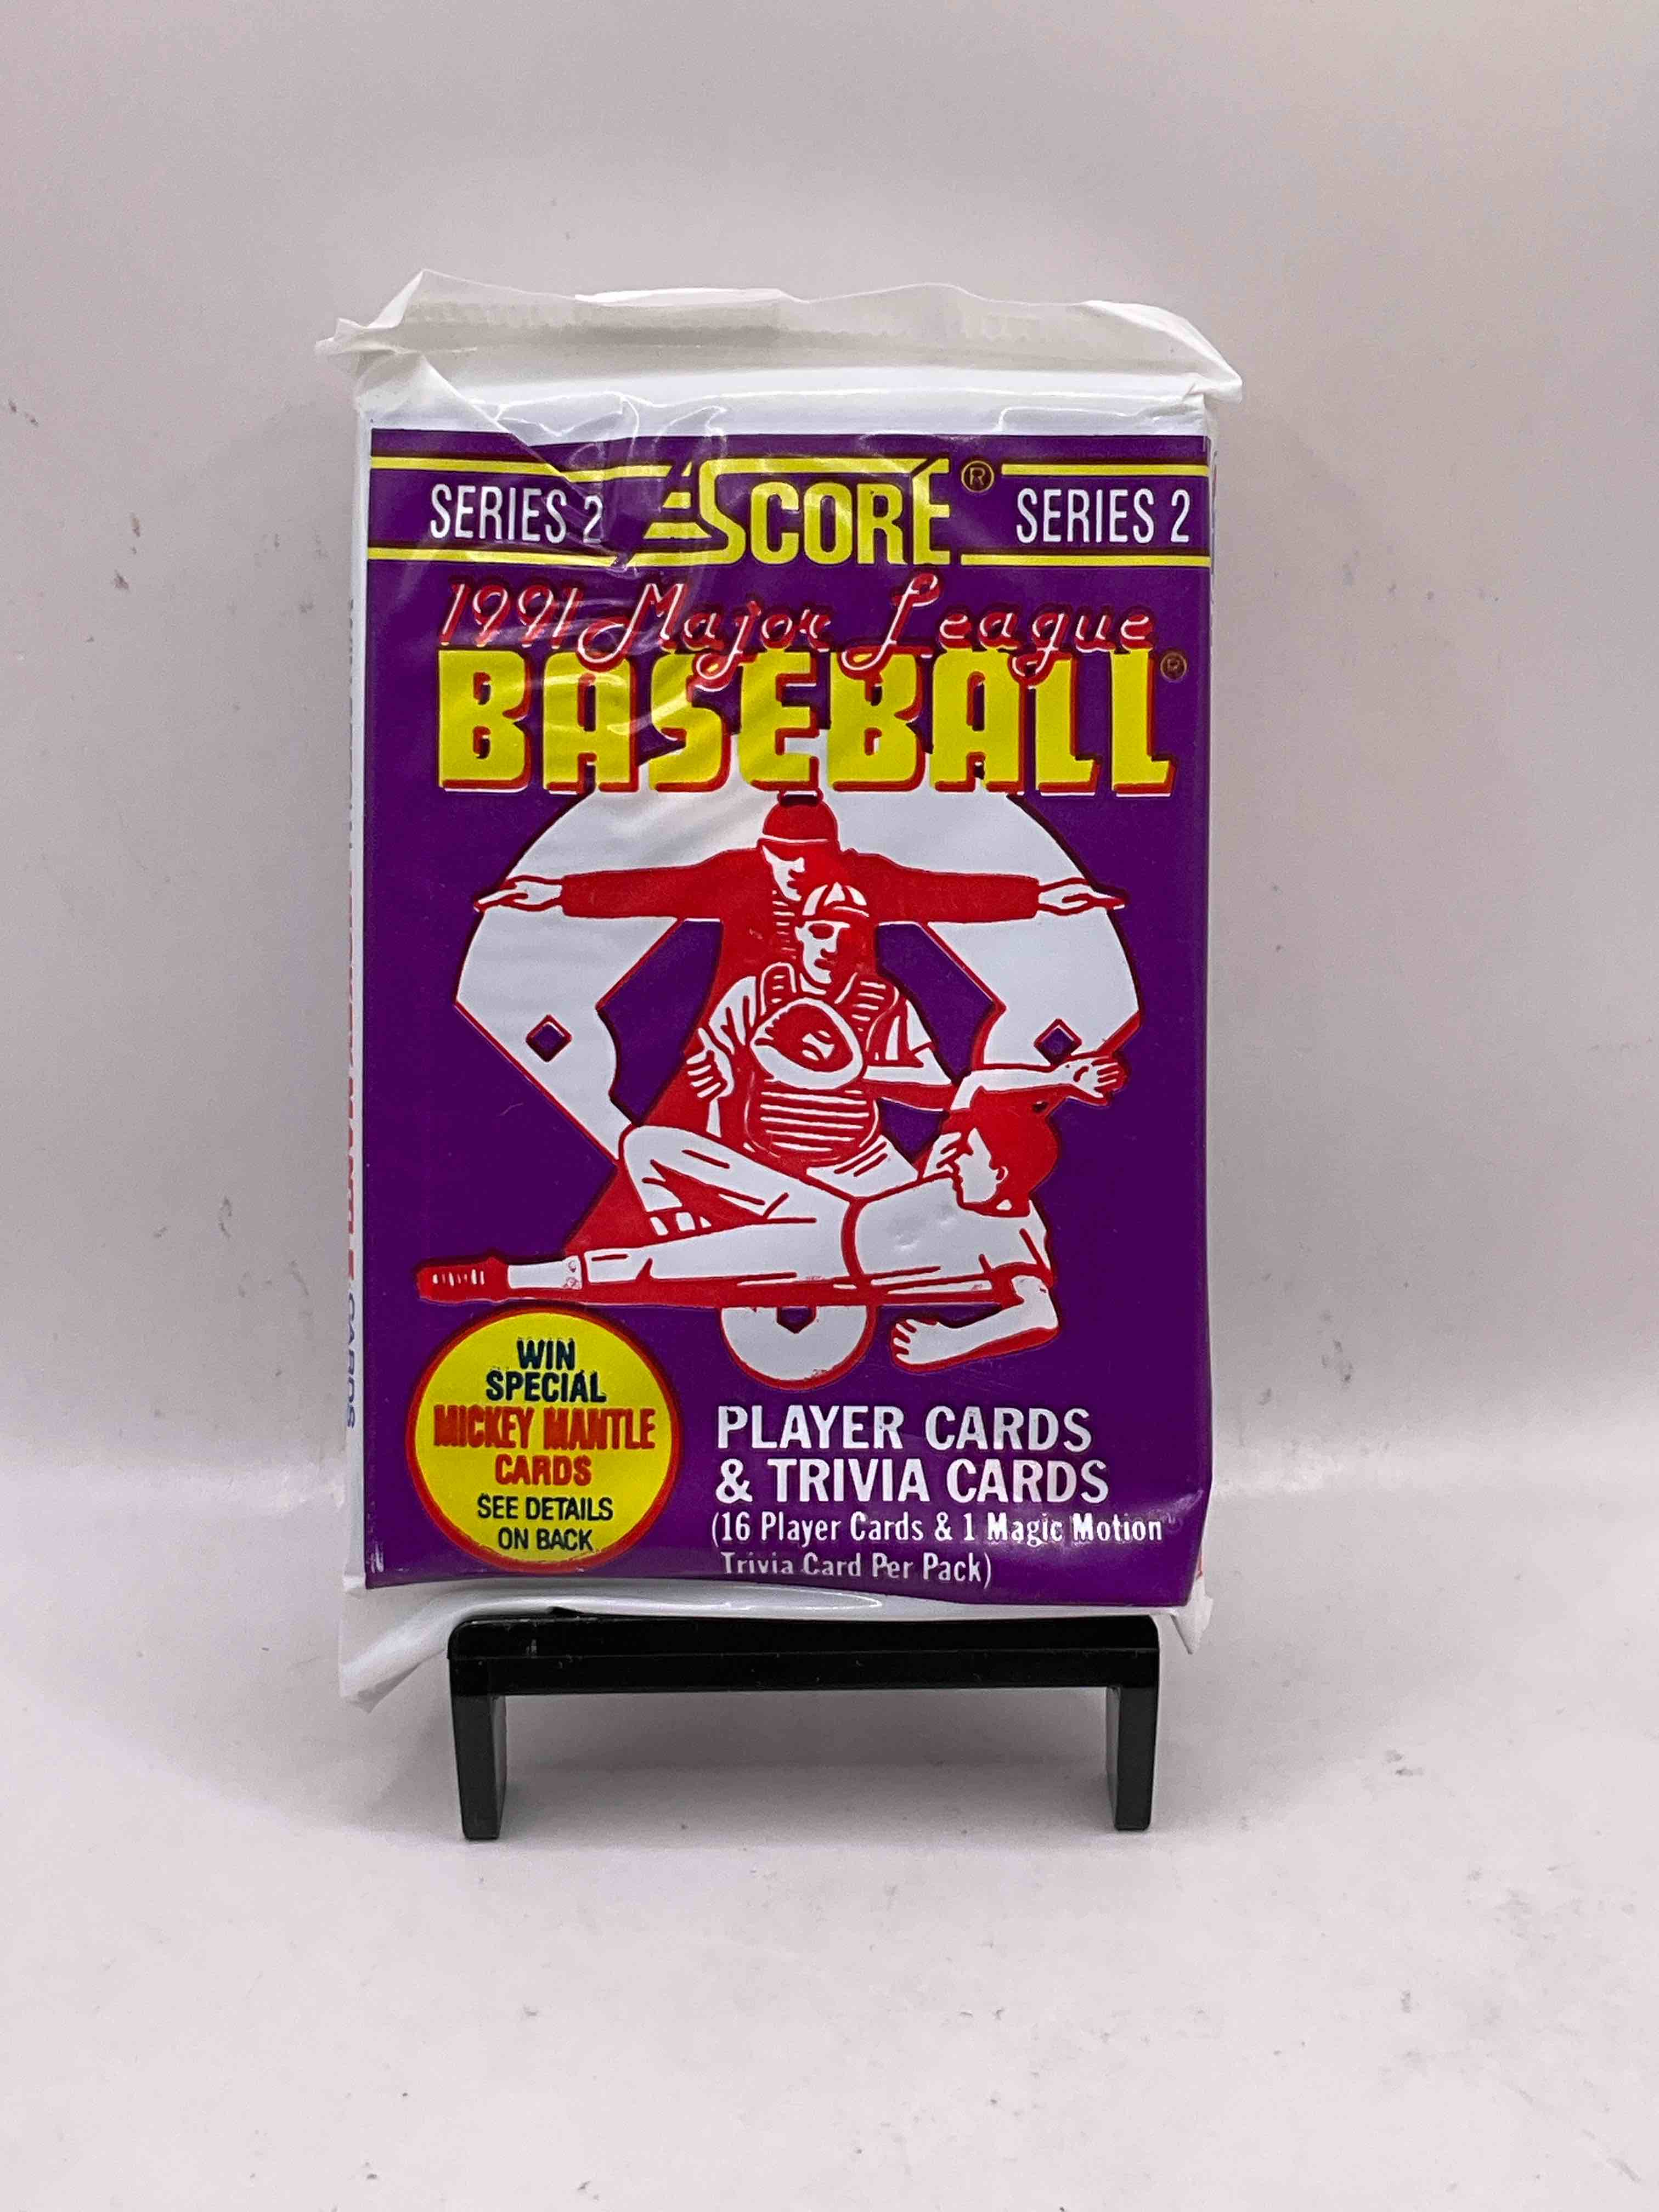 SERIES 2 SCORE® SERIES 2
1991 Major League
BASEBALL®
WIN
SPECIAL
MICKEY MANTLE
CARDS
SEE DETAILS
ON BACK
PLAYER CARDS
& TRIVIA CARDS
(16 Player Cards & 1 Magic Motion
Trivia Card Per Pack)
CARDS